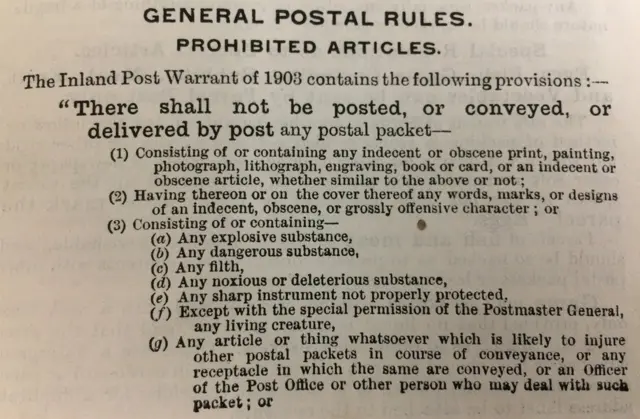 GENERAL POSTAL RULES.
PROHIBITED ARTICLES.
The Inland Post Warrant of 1903 contains the following provisions :—
"There shall not be posted, or conveyed, or
delivered by post any postal packet—
(1) Consisting of or containing any indecent or obscene print, painting,
photograph, lithograph, engraving, book or card, or an indecent or
obscene article, whether similar to the above or not ;
(2) Having thereon or on the cover thereof any words, marks, or designs
of an indecent, obscene, or grossly offensive character ; or
(3) Consisting of or containing—
(a) Any explosive substance,
(b) Any dangerous substance,
(c) Any filth,
(d) Any noxious or deleterious substance,
(e) Any sharp instrument not properly protected,
(f) Except with the special permission of the Postmaster General,
any living creature,
(g) Any article or thing whatsoever which is likely to injure
other postal packets in course of conveyance, or any
receptacle in which the same are conveyed, or an Officer
of the Post Office or other person who may deal with such
packet ; or